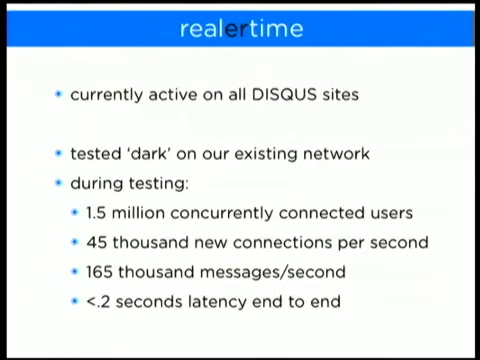 realertime
currently active on all DISQUS sites
tested 'dark' on our existing network
during testing:
1.5 million concurrently connected users
45 thousand new connections per second
165 thousand messages/second
<.2 seconds latency end to end